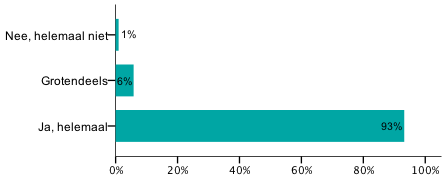 Nee, helemaal niet 1%
Grotendeels 6%
Ja, helemaal 93%
0% 20% 40% 60% 80% 100%